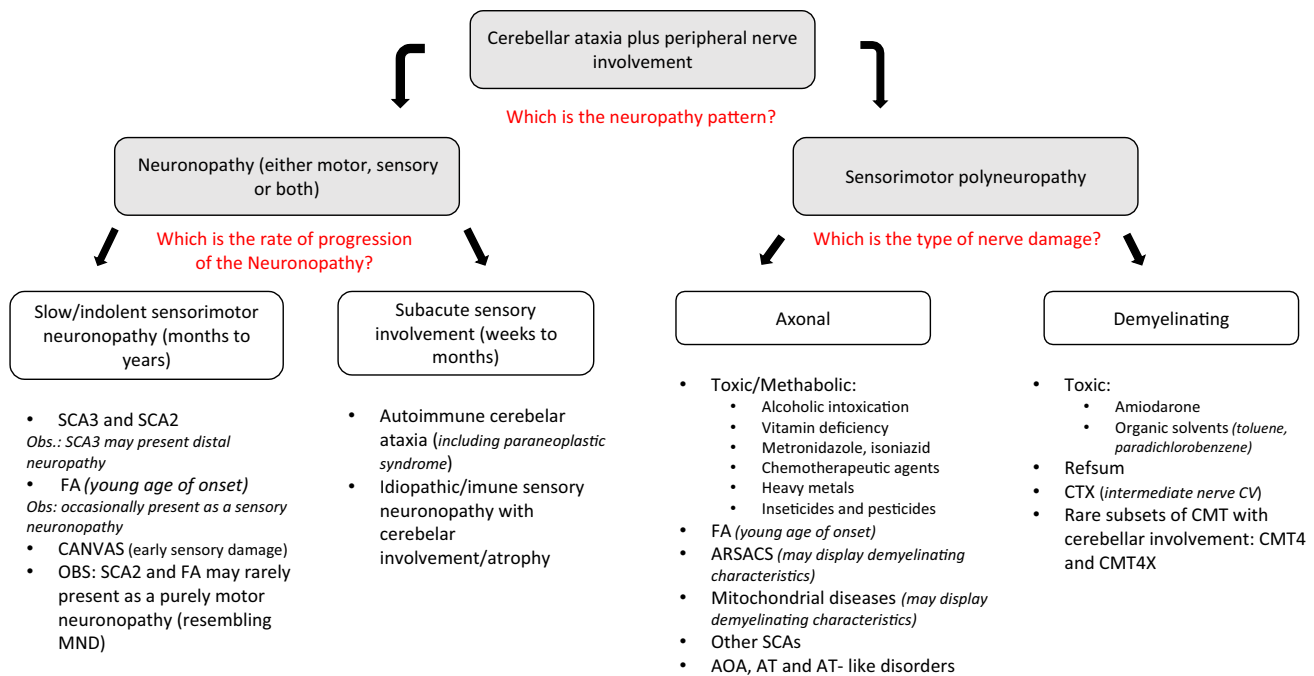 Cerebellar ataxia plus peripheral nerve
involvement
Which is the neuropathy pattern?
Neuronopathy (either motor, sensory
or both)
Sensorimotor polyneuropathy
Which is the rate of progression
of the Neuronopathy?
Which is the type of nerve damage?
Slow/indolent sensorimotor
neuronopathy (months to
years)
Subacute sensory
involvement (weeks to
months)
Axonal
Demyelinating
• SCA3 and SCA2
Obs.: SCA3 may present distal
neuropathy
• FA (young age of onset)
Obs: occasionally present as a sensory
neuronopathy
• CANVAS (early sensory damage)
• OBS: SCA2 and FA may rarely
present as a purely motor
neuronopathy (resembling
MND)
• Autoimmune cerebelar
ataxia (including paraneoplastic
syndrome)
• Idiopathic/imune sensory
neuronopathy with
cerebelar
involvement/atrophy
• Toxic/Methabolic:
• Alcoholic intoxication
• Vitamin deficiency
• Metronidazole, isoniazid
• Chemotherapeutic agents
• Heavy metals
• Inseticides and pesticides
• FA (young age of onset)
• ARSACS (may display demyelinating
characteristics)
• Mitochondrial diseases (may display
demyelinating characteristics)
• Other SCAs
• AOA, AT and AT- like disorders
• Toxic:
• Amiodarone
• Organic solvents (toluene,
paradichlorobenzene)
• Refsum
• CTX (intermediate nerve CV)
• Rare subsets of CMT with
cerebellar involvement: CMT4
and CMT4X